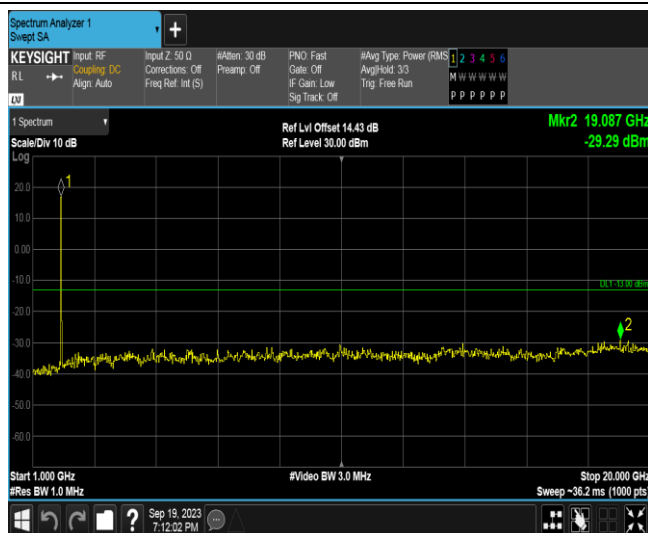 Spectrum Analyzer 1
Swept SA
+
KEYSIGHT
RL
LXI
Input: RF
Coupling: DC
Align: Auto
Input Z: 50 Ω
Corrections: Off
Freq Ref: Int (S)
#Atten: 30 dB
Preamp: Off
PNO: Fast
Gate: Off
IF Gain: Low
Sig Track: Off
#Avg Type: Power (RMS
Avg|Hold: 3/3
Trig: Free Run
1 2 3 4 5 6
M W W W W W
P P P P P P
1 Spectrum
Scale/Div 10 dB
Ref Lvl Offset 14.43 dB
Ref Level 30.00 dBm
Mkr2 19.087 GHz
-29.29 dBm
Log
1
20.0
10.0
0.00
-10.0
DL1 -13.00 dBm
-20.0
2
-30.0
-40.0
-50.0
-60.0
Start 1.000 GHz
#Video BW 3.0 MHz
Stop 20.000 GHz
#Res BW 1.0 MHz
Sweep ~36.2 ms (1000 pts)
?
Sep 19, 2023
7:12:02 PM